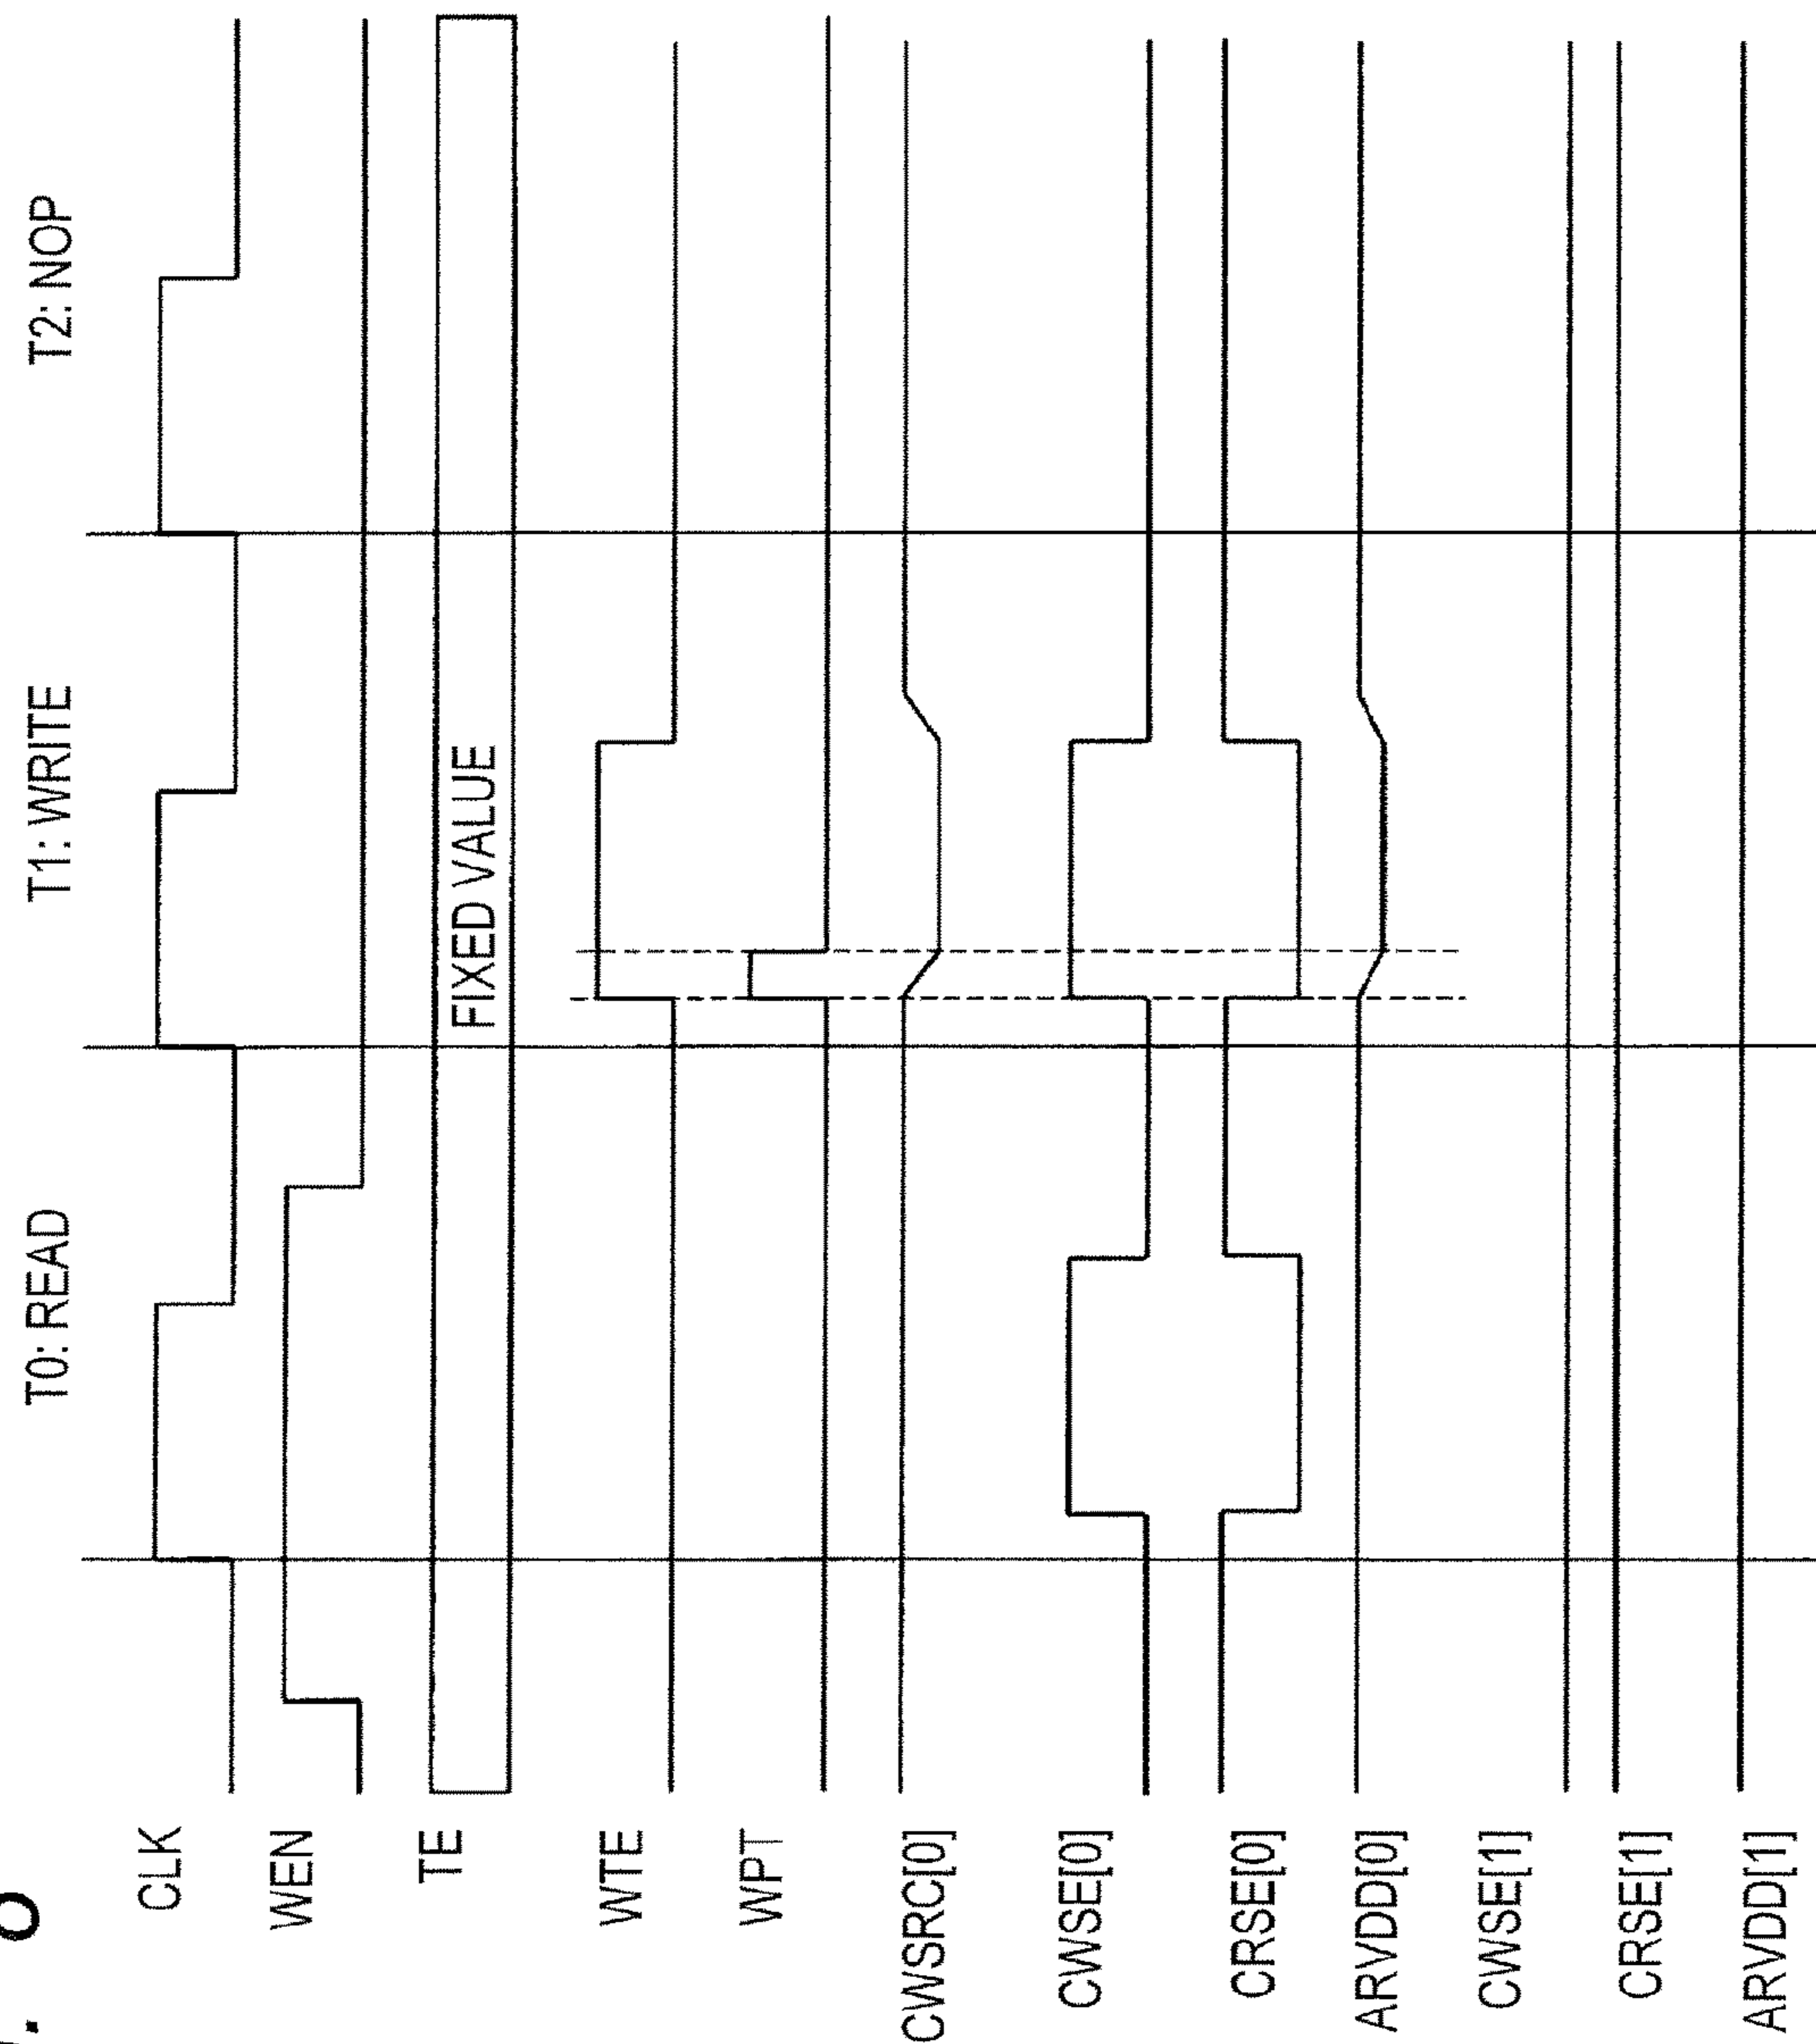 T0: READ
T1: WRITE
T2: NOP
CLK
WEN
TE
FIXED VALUE
WTE
WPT
CWSRC[0]
CWSE[0]
CRSE[0]
ARVDD[0]
CWSE[1]
CRSE[1]
ARVDD[1]